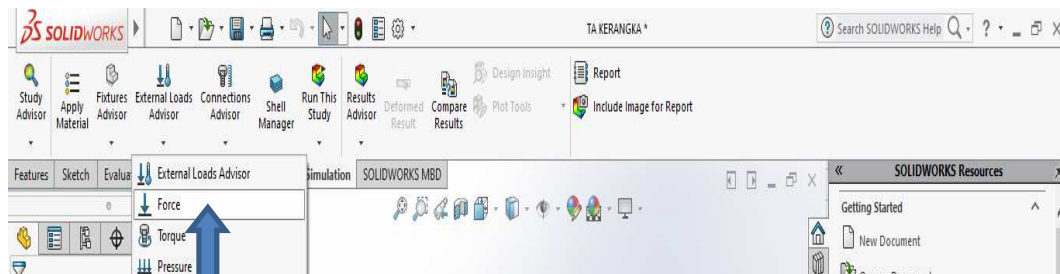 SOLIDWORKS
TA KERANGKA *
Search SOLIDWORKS Help
Study Advisor
Apply Material
Fixtures Advisor
External Loads Advisor
Connections Advisor
Shell Manager
Run This Study
Results Advisor
Deformed Result
Compare Results
Design Insight
Plot Tools
Report
Include Image for Report
Features
Sketch
Simulation
SOLIDWORKS MBD
External Loads Advisor
Force
Torque
Pressure
SOLIDWORKS Resources
Getting Started
New Document